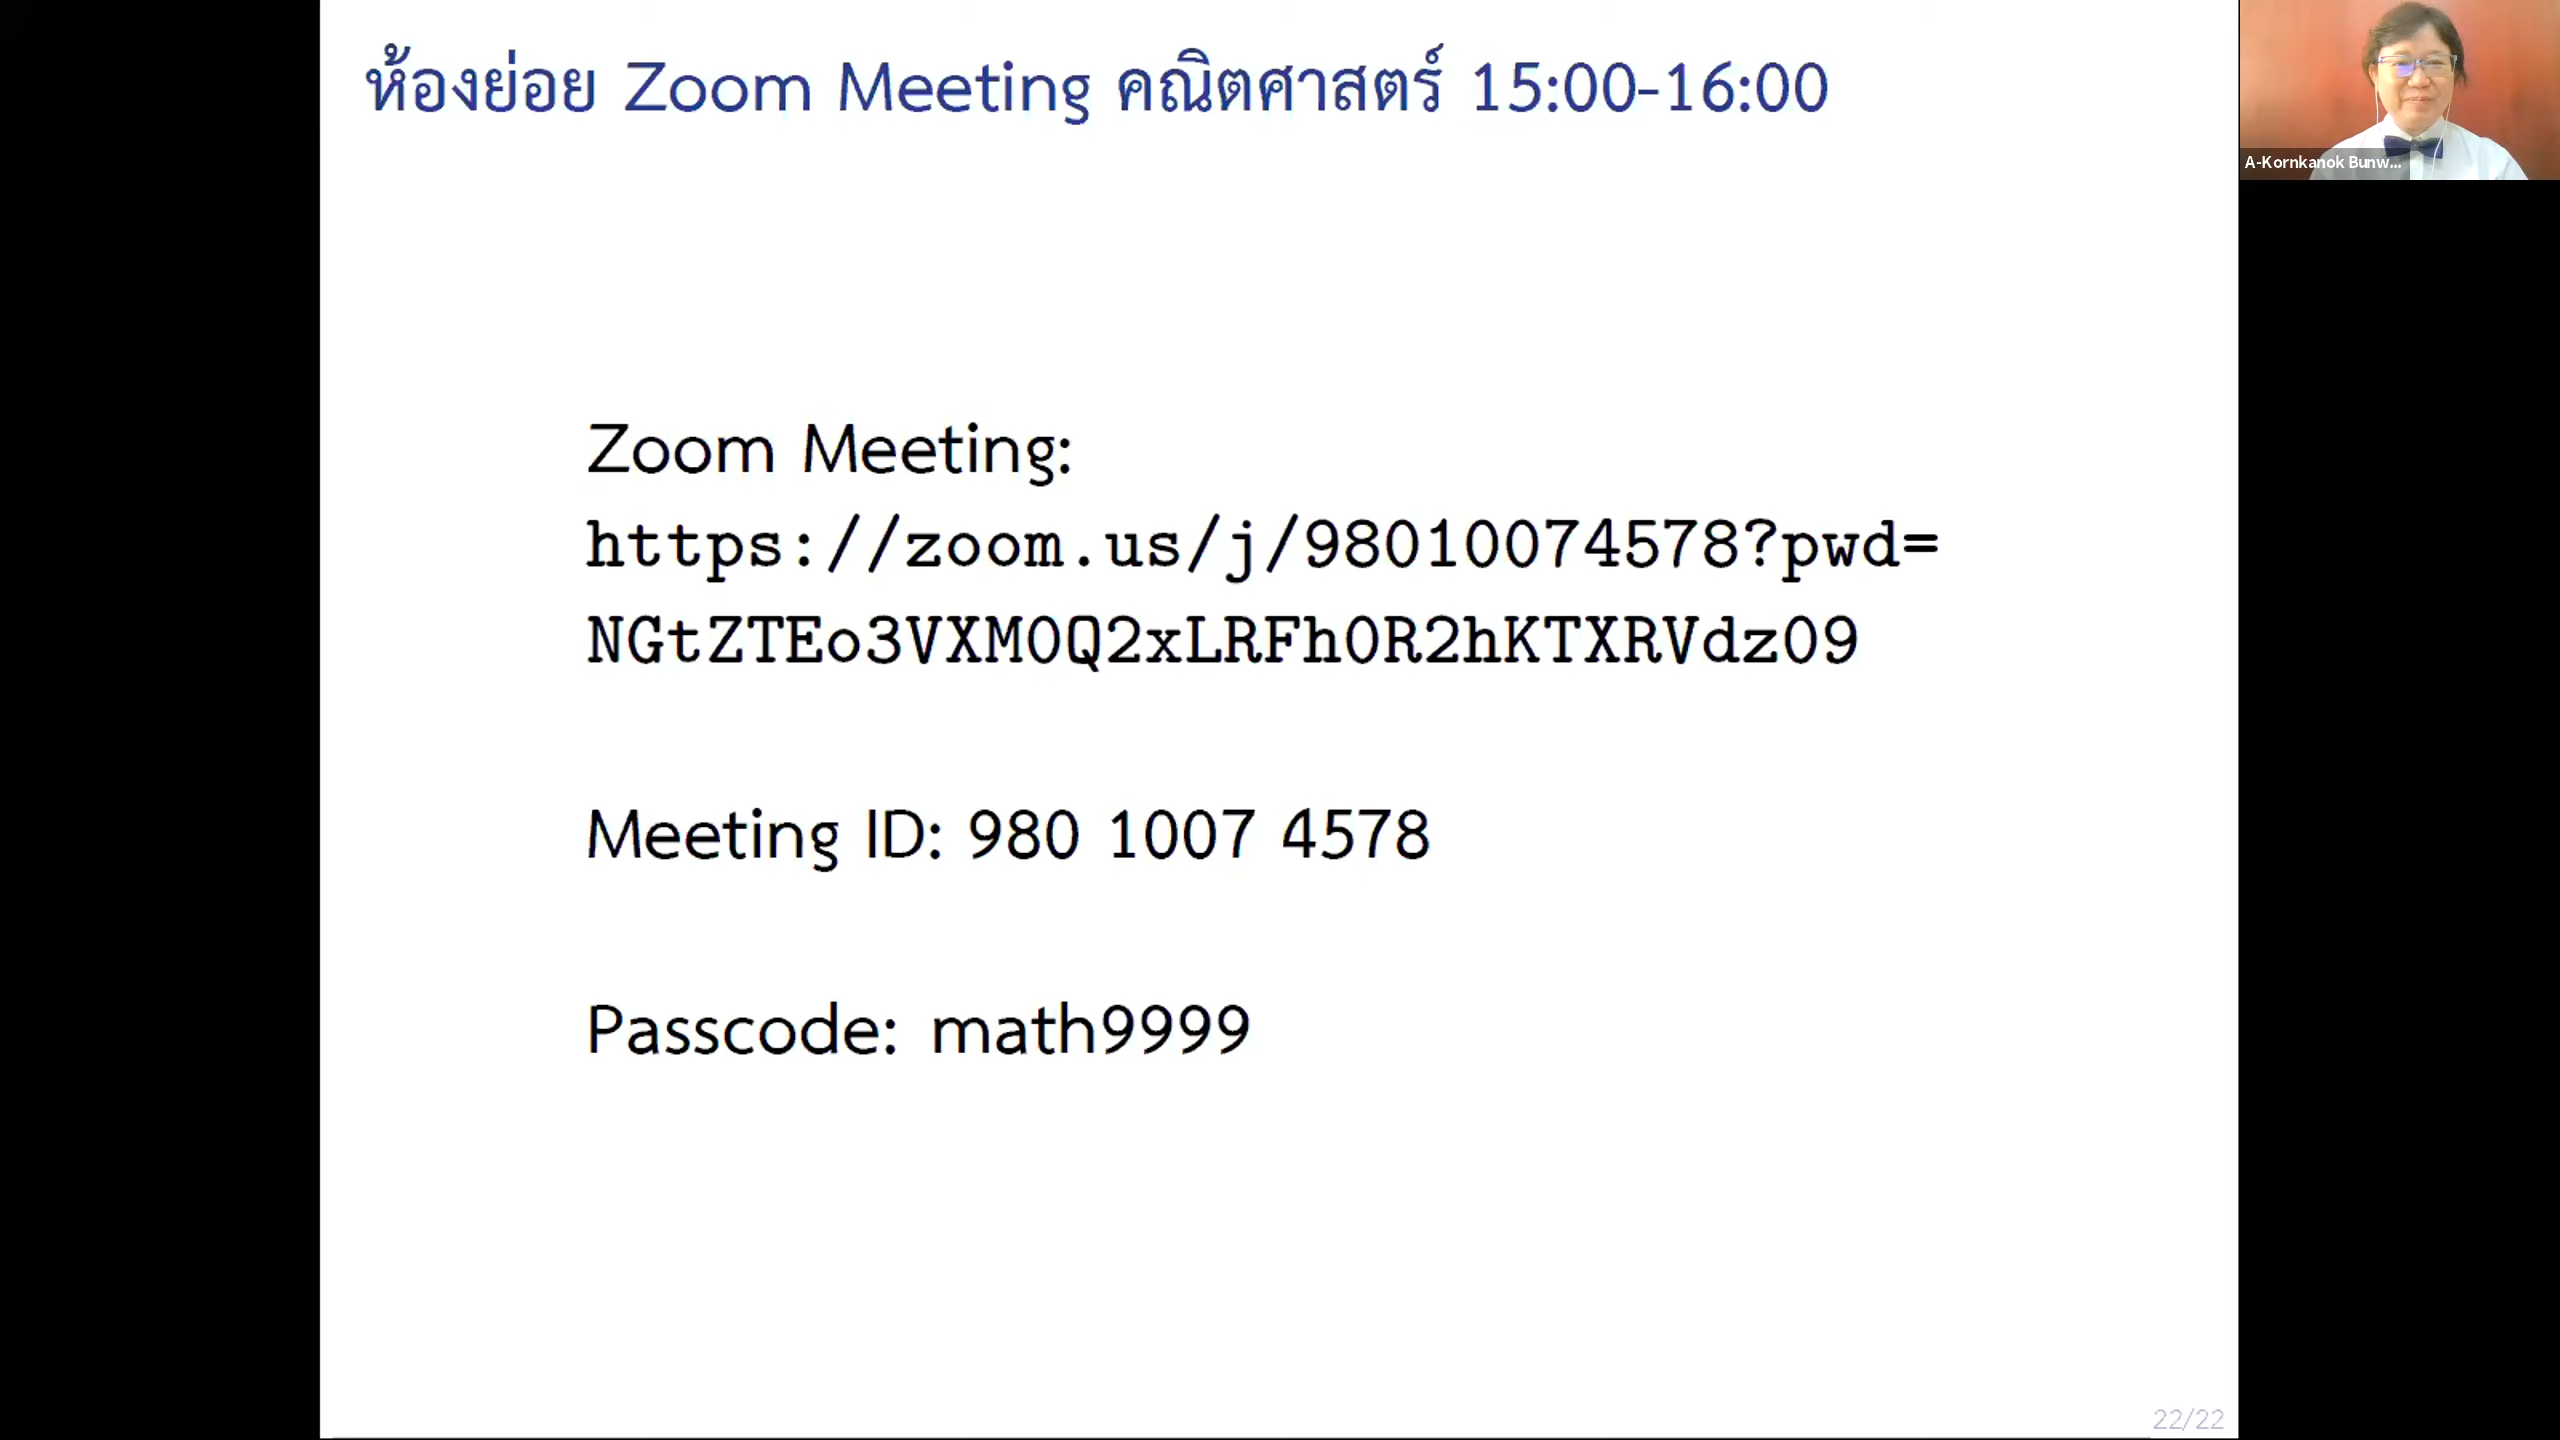 ห้องย่อย Zoom Meeting คณิตศาสตร์ 15:00-16:00
A-Kornkanok Bunw...
Zoom Meeting:
https://zoom.us/j/98010074578?pwd=
NGtZTEo3VXM0Q2xLRFh0R2hKTXRVdz09
Meeting ID: 980 1007 4578
Passcode: math9999
22/22